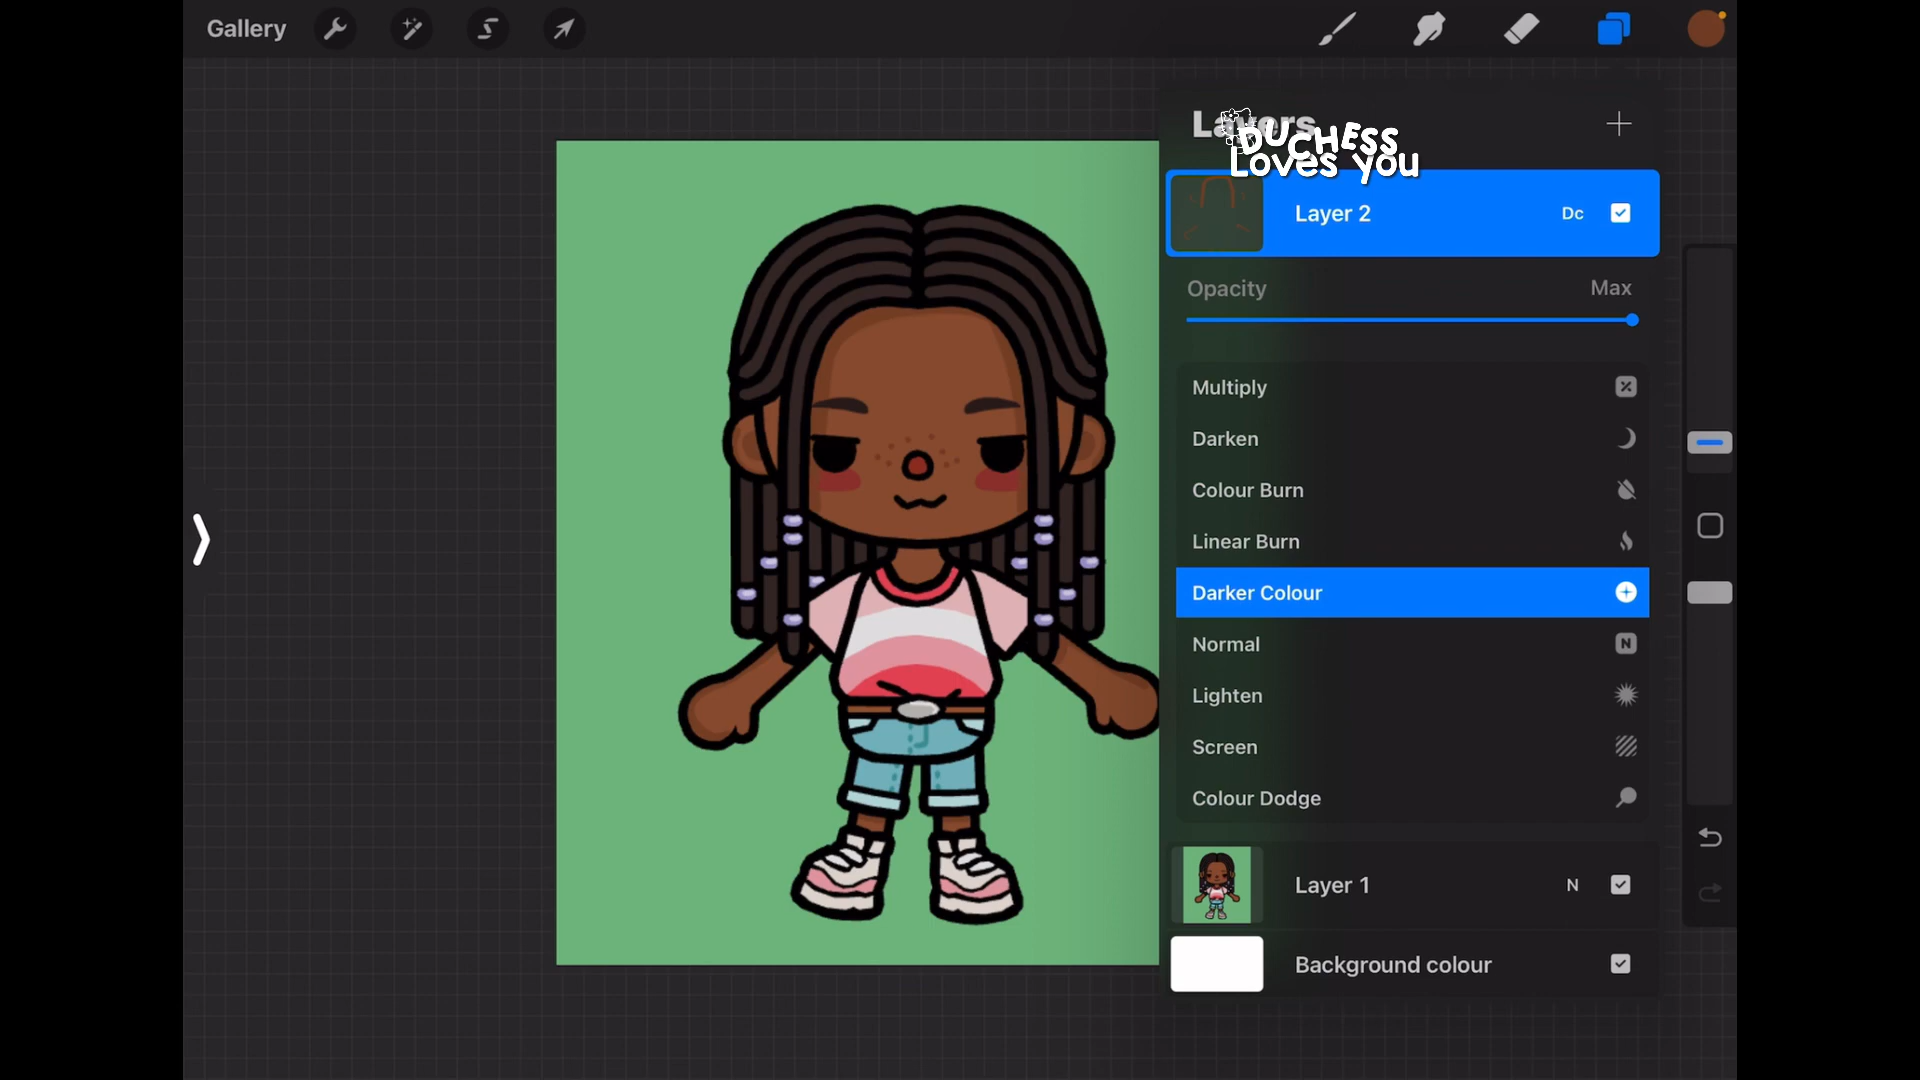 Gallery
Layers
DUCHESS
Loves you
Layer 2 Dc
Opacity Max
Multiply
Darken
Colour Burn
Linear Burn
Darker Colour
Normal N
Lighten
Screen
Colour Dodge
Layer 1 N
Background colour